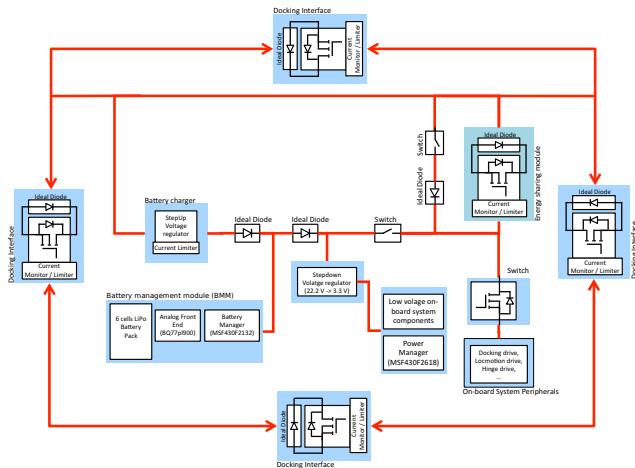 Docking Interface
Ideal Diode
Current
Monitor / Limiter
Switch
Ideal Diode
Ideal Diode
Current
Monitor / Limiter
Energy sharing module
Docking Interface
Ideal Diode
Current
Monitor / Limiter
Battery charger
StepUp
Voltage
regulator
Current Limiter
Ideal Diode
Ideal Diode
Switch
Ideal Diode
Current
Monitor / Limiter
Docking Interface
Battery management module (BMM)
6 cells LiPo
Battery
Pack
Analog Front
End
(BQ77pl900)
Battery
Manager
(MSF430F2132)
Stepdown
Volatge regulator
(22.2 V -> 3.3 V)
Low volage on-
board system
components
Power
Manager
(MSF430F2618)
Switch
Docking drive,
Locmotion drive,
Hinge drive,
...
On-board System Peripherals
Ideal Diode
Current
Monitor / Limiter
Docking Interface